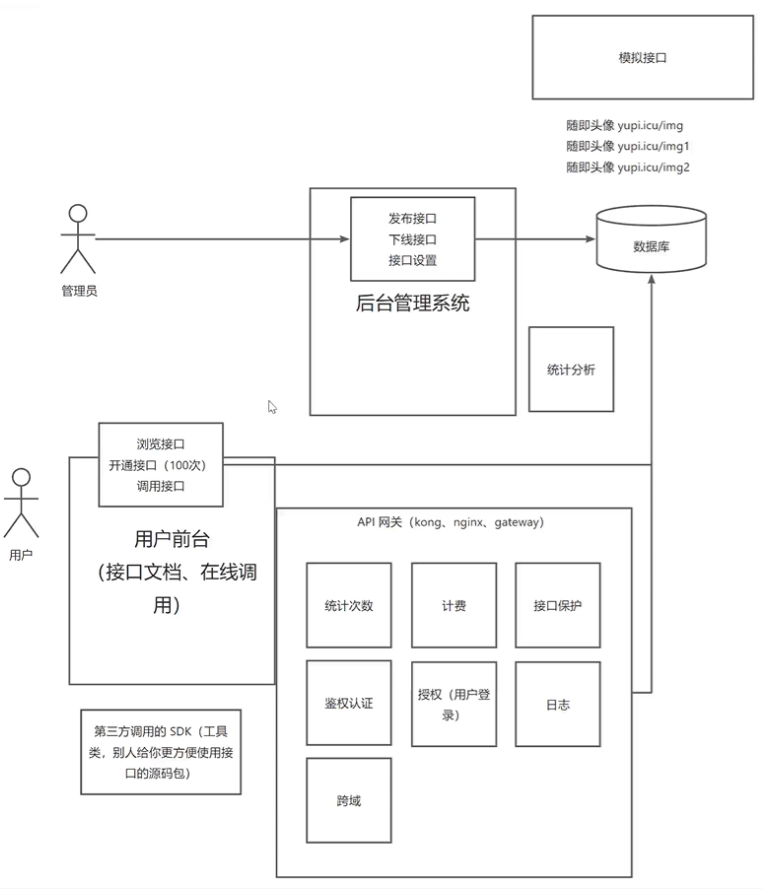 模拟接口
随即头像 yupi.icu/img
随即头像 yupi.icu/img1
随即头像 yupi.icu/img2
发布接口
下线接口
接口设置
数据库
管理员
后台管理系统
统计分析
浏览接口
开通接口（100次）
调用接口
用户
用户前台
（接口文档、在线调
用）
API 网关（kong、nginx、gateway）
统计次数
计费
接口保护
鉴权认证
授权（用户登
录）
日志
第三方调用的 SDK（工具
类，别人给你更方便使用接
口的源码包）
跨域